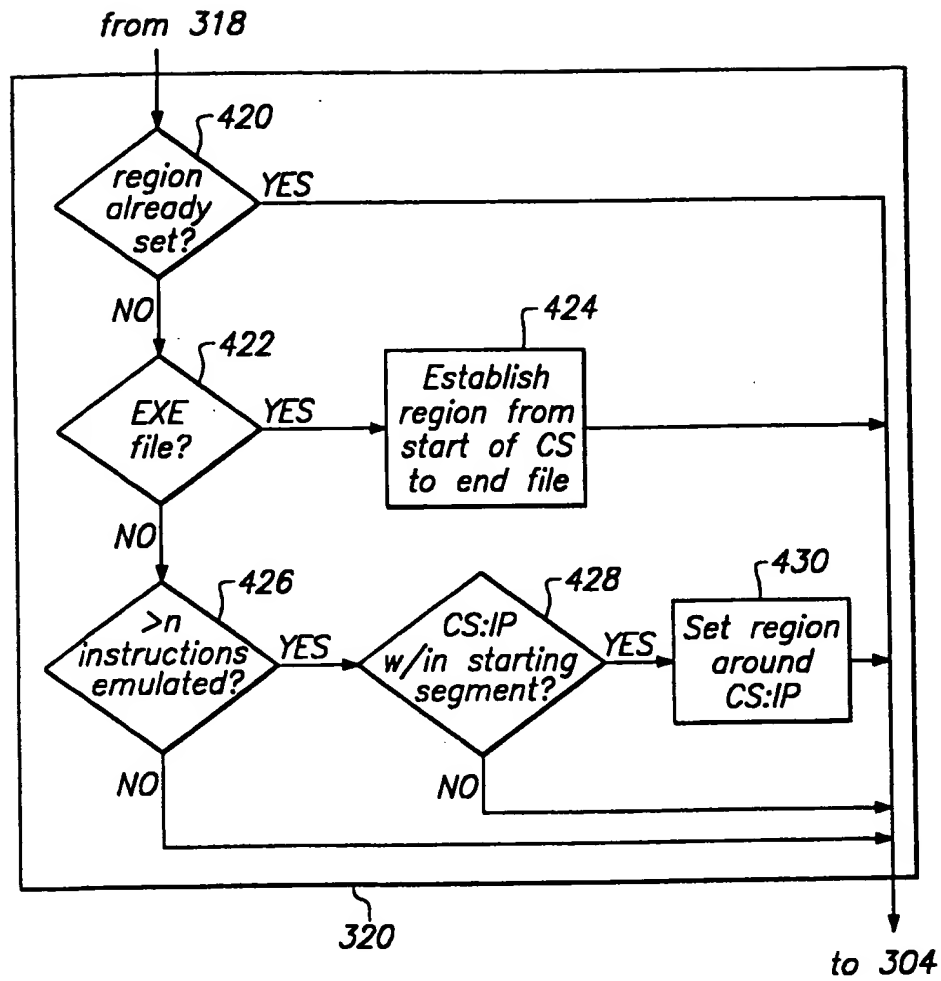 from 318
420
region
already
set?
YES
NO
422
EXE
file?
YES
424
Establish
region from
start of CS
to end file
NO
426
>n
instructions
emulated?
YES
428
CS:IP
w/in starting
segment?
YES
430
Set region
around
CS:IP
NO
NO
320
to 304